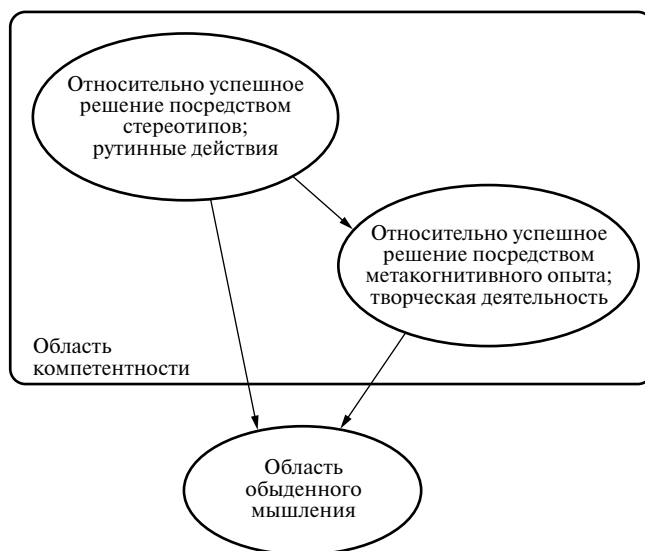 Относительно успешное
решение посредством
стереотипов;
рутинные действия
Относительно успешное
решение посредством
метакогнитивного опыта;
творческая деятельность
Область
компетентности
Область
обыденного
мышления